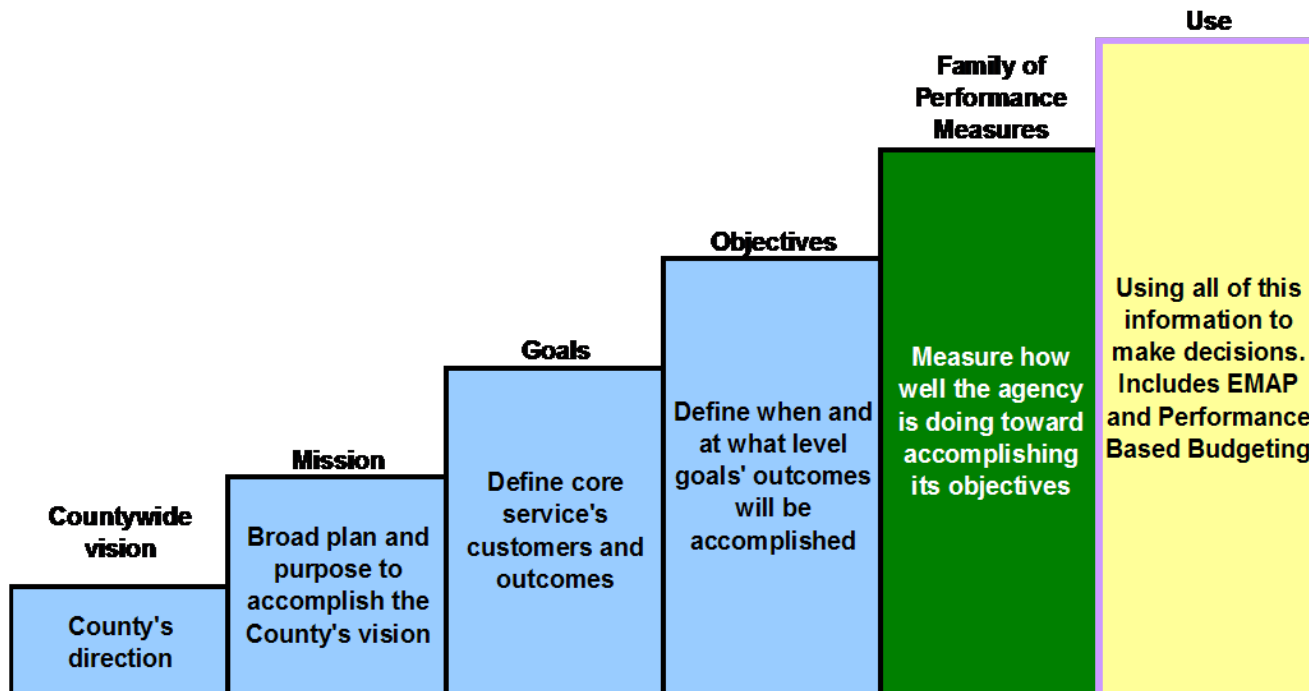 Countywide
vision
County's
direction
Mission
Broad plan and
purpose to
accomplish the
County's vision
Goals
Define core
service's
customers and
outcomes
Objectives
Define when and
at what level
goals' outcomes
will be
accomplished
Family of
Performance
Measures
Measure how
well the agency
is doing toward
accomplishing
its objectives
Use
Using all of this
information to
make decisions.
Includes EMAP
and Performance
Based Budgeting